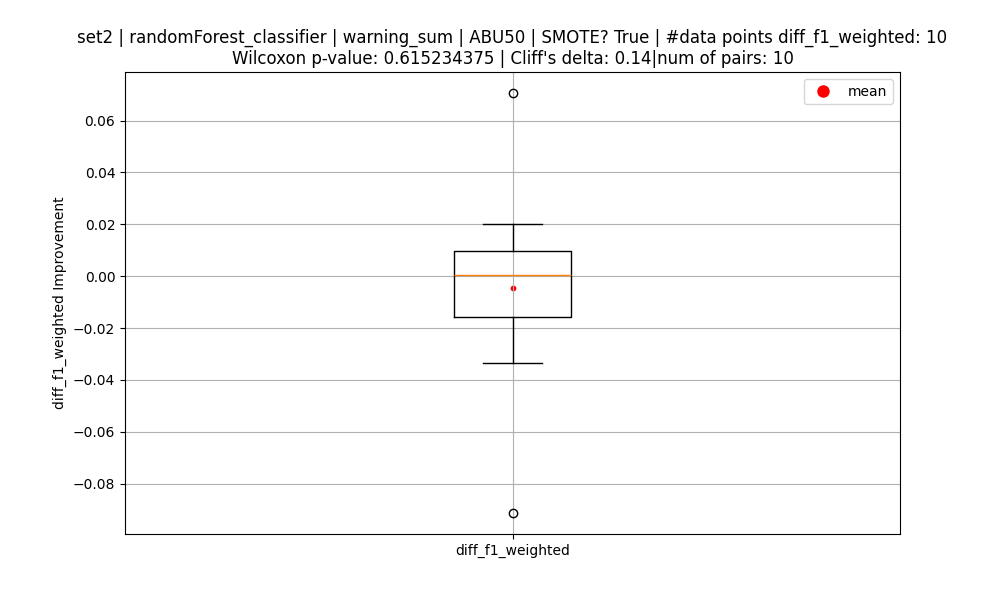 set2 | randomForest_classifier | warning_sum | ABU50 | SMOTE? True | #data points diff_f1_weighted: 10
Wilcoxon p-value: 0.615234375 | Cliff's delta: 0.14|num of pairs: 10
mean
0.06
0.04
0.02
0.00
−0.02
−0.04
−0.06
−0.08
diff_f1_weighted Improvement
diff_f1_weighted